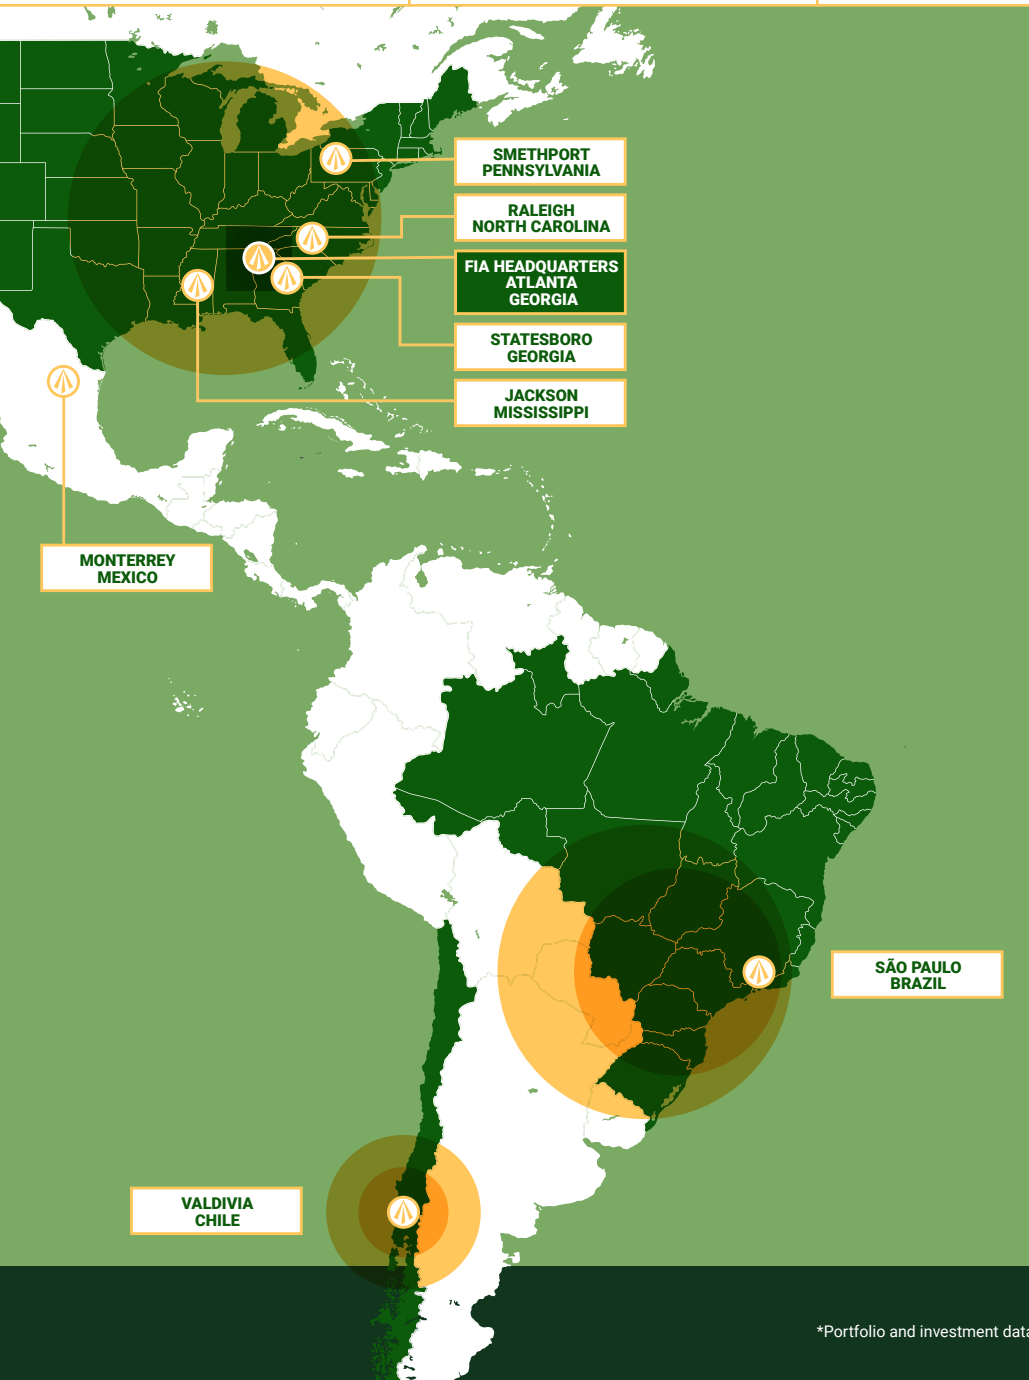 SMETHPORT
PENNSYLVANIA
RALEIGH
NORTH CAROLINA
FIA HEADQUARTERS
ATLANTA
GEORGIA
STATESBORO
GEORGIA
JACKSON
MISSISSIPPI
MONTERREY
MEXICO
SÃO PAULO
BRAZIL
VALDIVIA
CHILE
*Portfolio and investment data